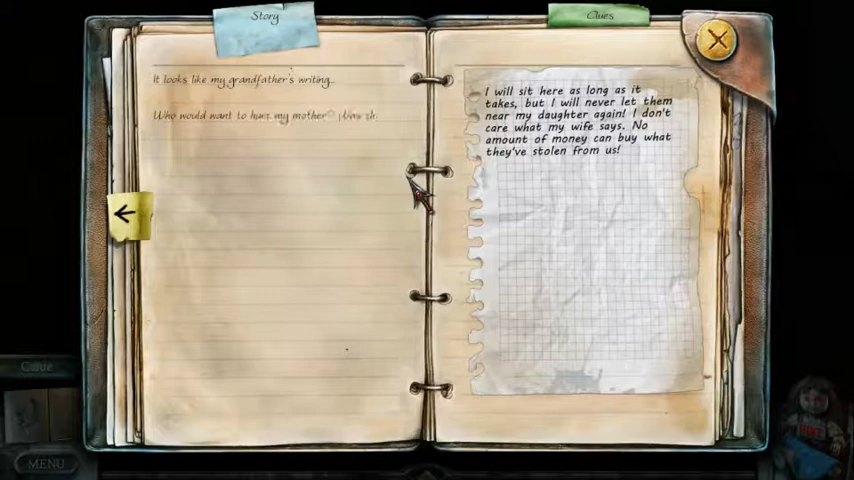 Story
Clues
It looks like my grandfather's writing...
Who would want to hurt my mother?
I will sit here as long as it
takes, but I will never let them
near my daughter again! I don't
care what my wife says. No
amount of money can buy what
they've stolen from us!
Guide
MENU